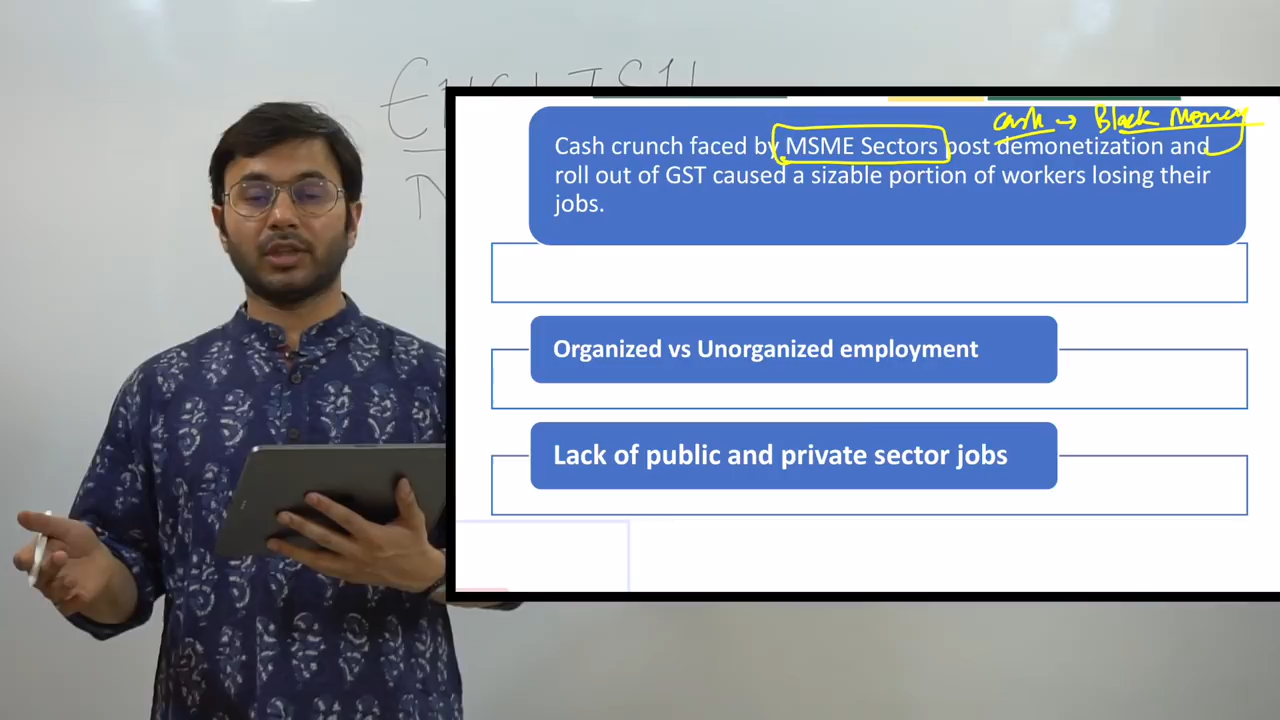 ENGLISH
cash → Black Money
Cash crunch faced by MSME Sectors post demonetization and
roll out of GST caused a sizable portion of workers losing their
jobs.
Organized vs Unorganized employment
Lack of public and private sector jobs